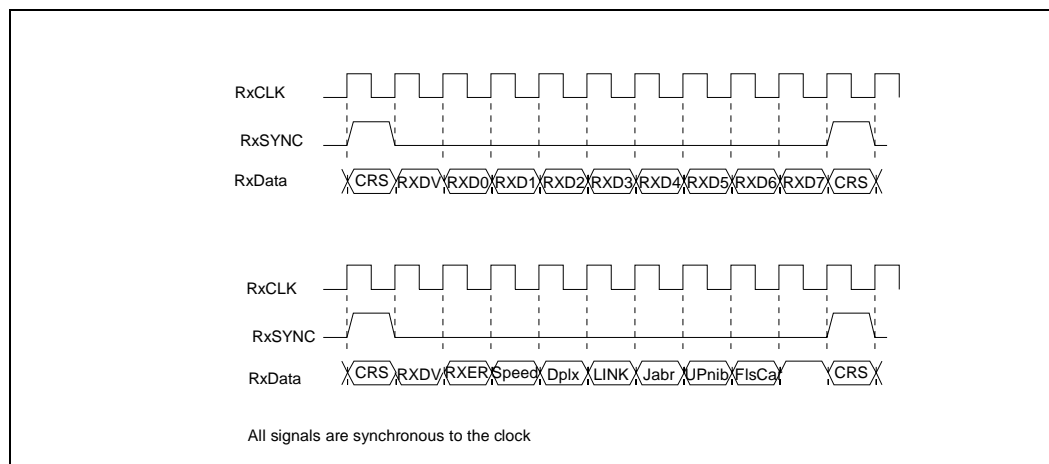 RxCLK
RxSYNC
RxData CRS RXDV RXD0 RXD1 RXD2 RXD3 RXD4 RXD5 RXD6 RXD7 CRS
RxCLK
RxSYNC
RxData CRS RXDV RXER Speed Dplx LINK Jabr UPnib FlsCa CRS
All signals are synchronous to the clock